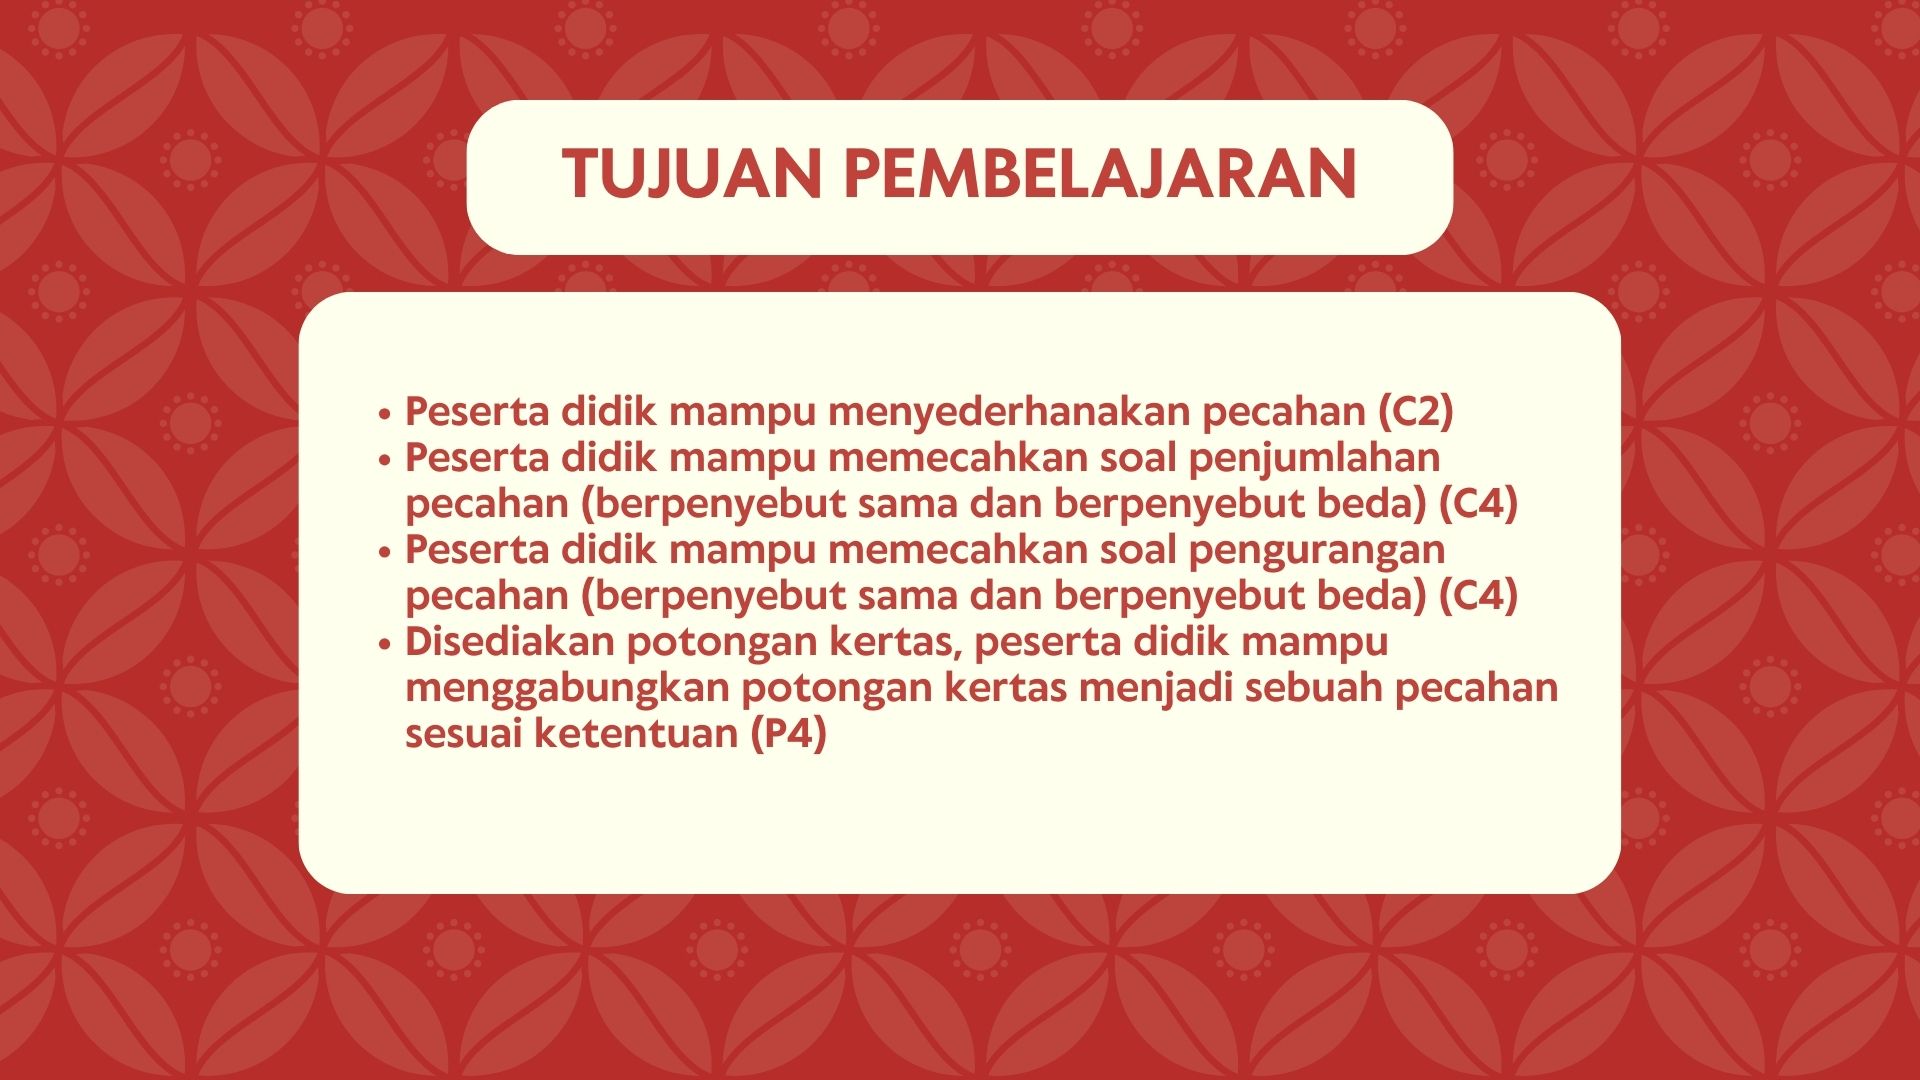 TUJUAN PEMBELAJARAN
• Peserta didik mampu menyederhanakan pecahan (C2)
• Peserta didik mampu memecahkan soal penjumlahan
pecahan (berpenyebut sama dan berpenyebut beda) (C4)
• Peserta didik mampu memecahkan soal pengurangan
pecahan (berpenyebut sama dan berpenyebut beda) (C4)
• Disediakan potongan kertas, peserta didik mampu
menggabungkan potongan kertas menjadi sebuah pecahan
sesuai ketentuan (P4)